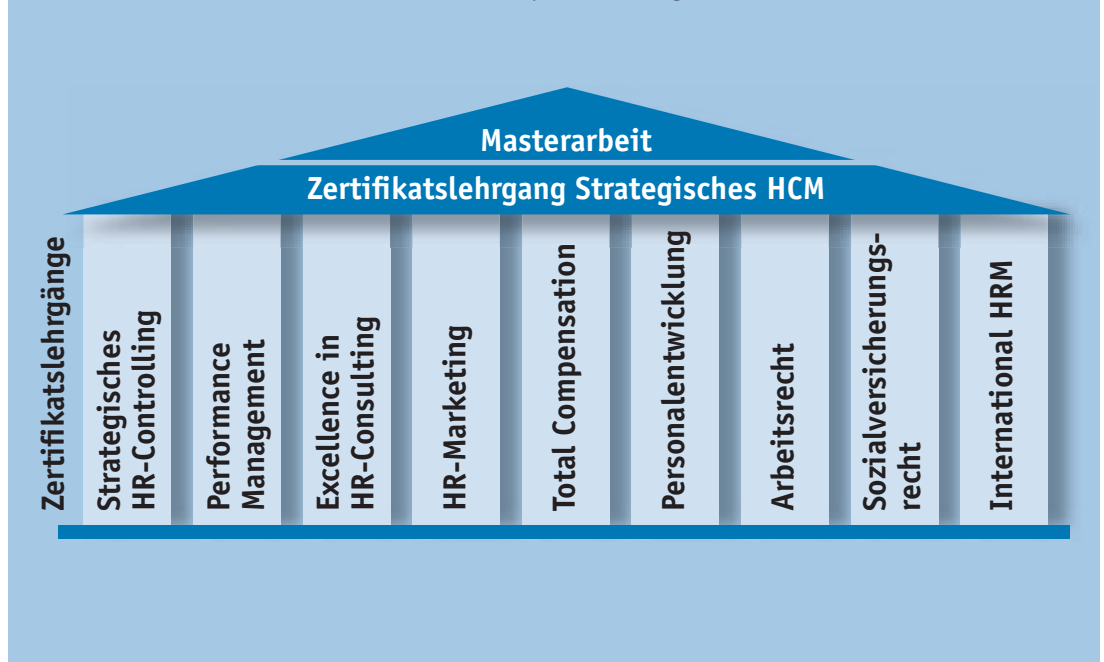 Masterarbeit
Zertifikatslehrgang Strategisches HCM
Zertifikatslehrgänge
Strategisches
HR-Controlling
Performance
Management
Excellence in
HR-Consulting
HR-Marketing
Total Compensation
Personalentwicklung
Arbeitsrecht
Sozialversicherungs-
recht
International HRM